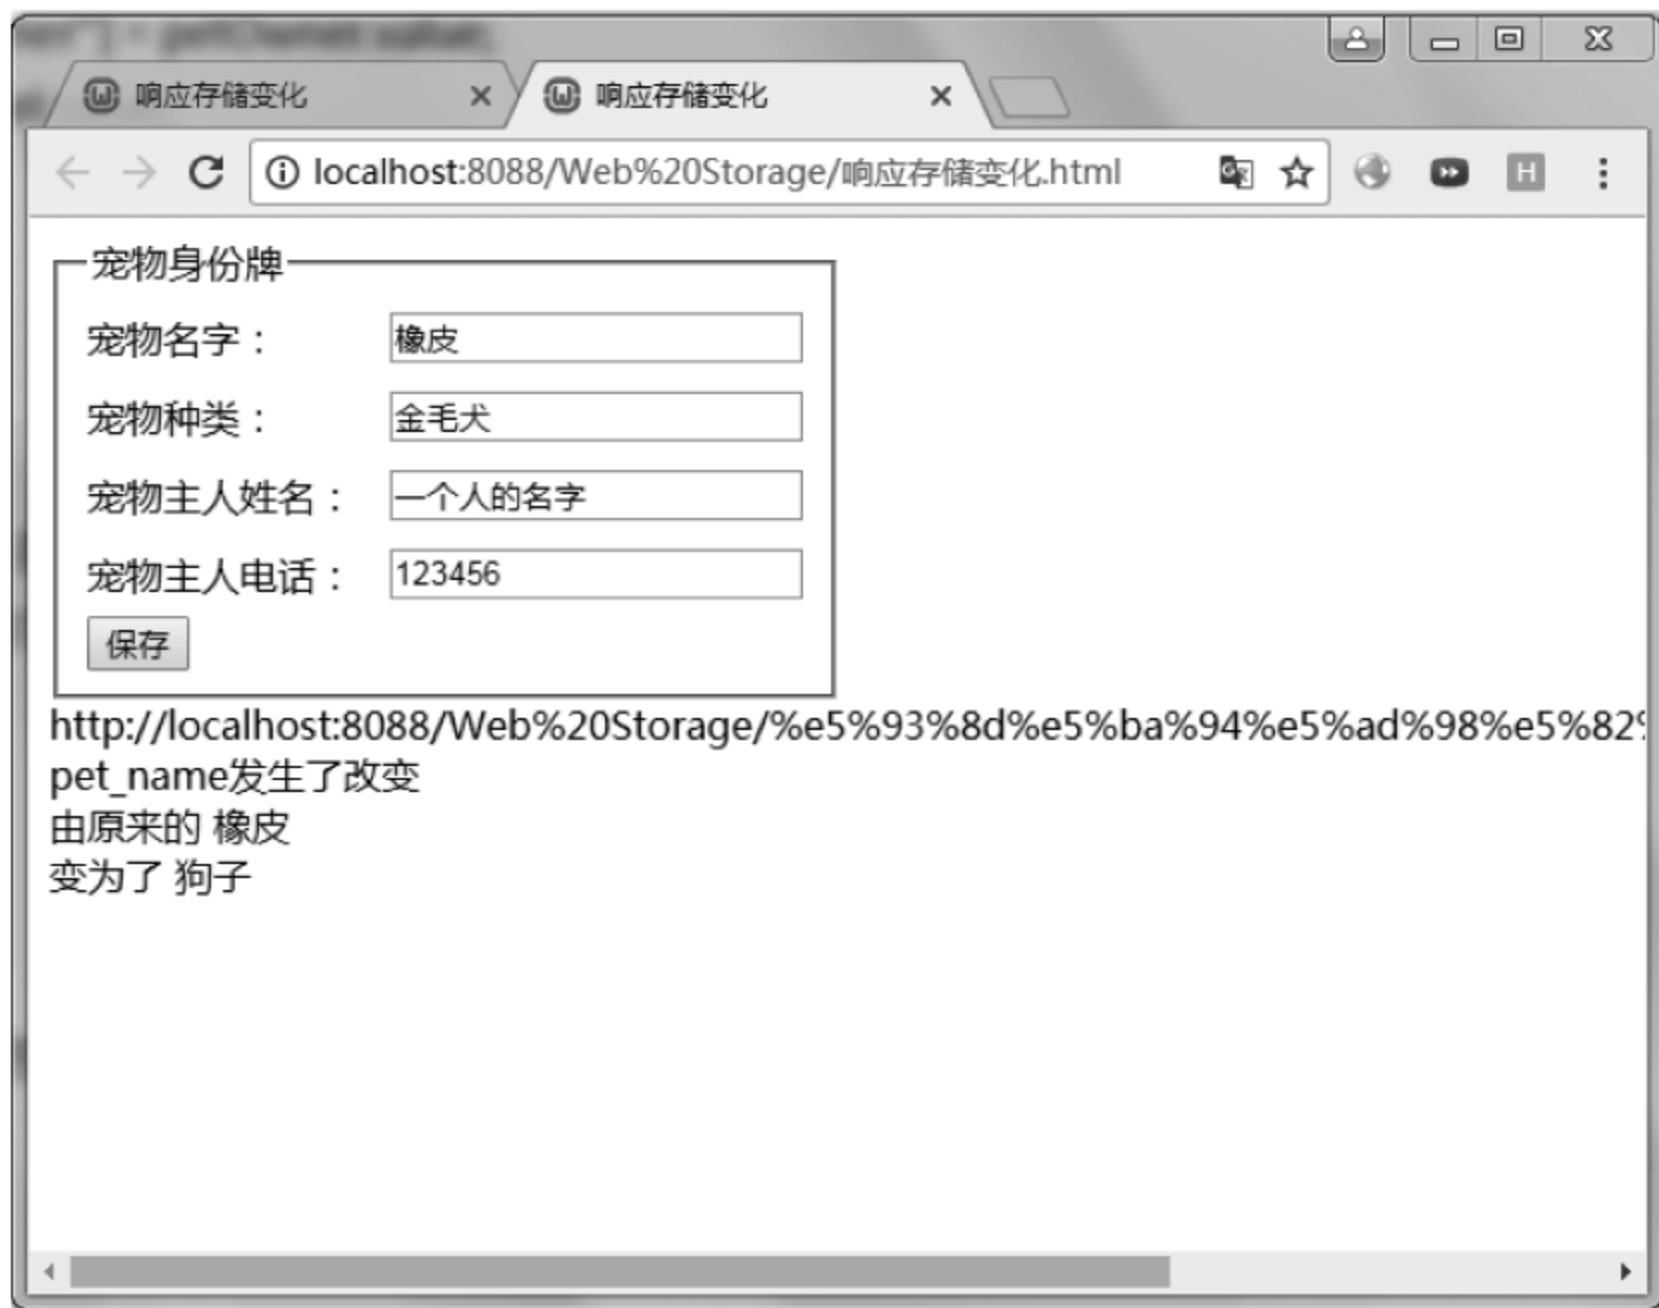 响应存储变化
响应存储变化
localhost:8088/Web%20Storage/响应存储变化.html
H
宠物身份牌
宠物名字：
橡皮
宠物种类：
金毛犬
宠物主人姓名：
一个人的名字
宠物主人电话：
123456
保存
http://localhost:8088/Web%20Storage/%e5%93%8d%e5%ba%94%e5%ad%98%e5%82%
pet_name发生了改变
由原来的 橡皮
变为了 狗子